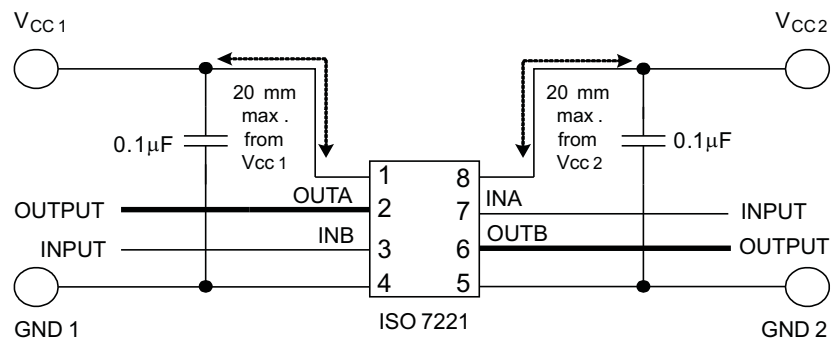 VCC 1
VCC 2
20 mm
max .
from
Vcc 1
20 mm
max .
from
Vcc 2
0.1μF
0.1μF
1
8
OUTPUT
OUTA
2
7
INA
INPUT
INPUT
INB
3
6
OUTB
OUTPUT
4
5
GND 1
ISO 7221
GND 2